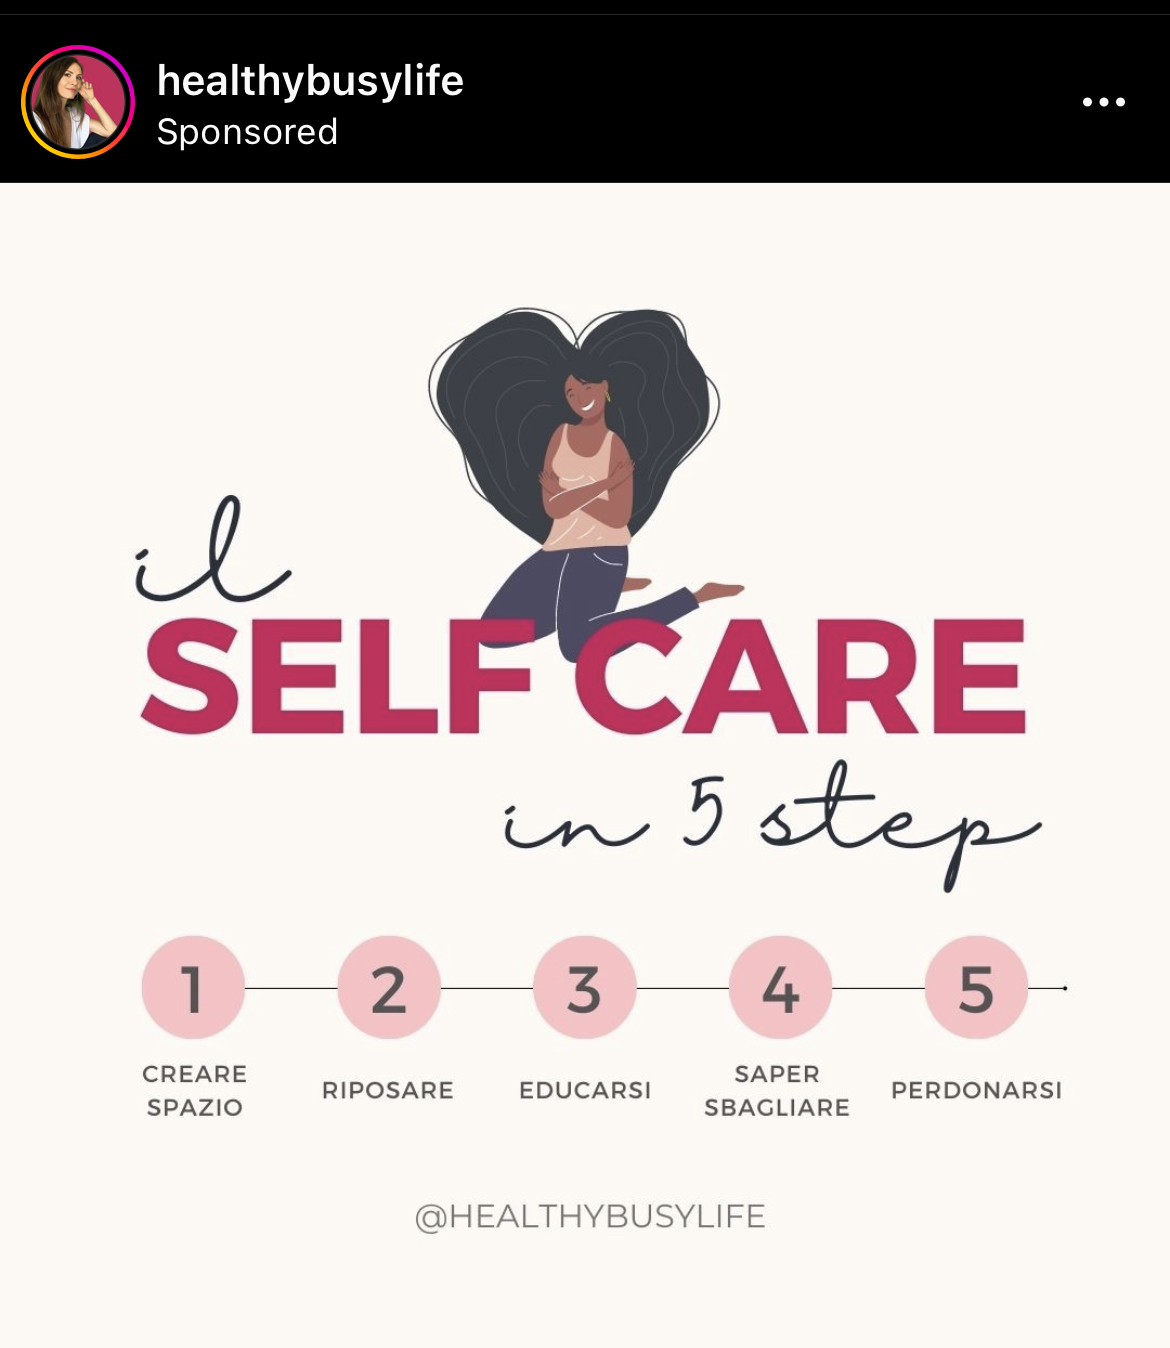 healthybusylife
Sponsored
il
SELF CARE
in 5 step
1 2 3 4 5
CREARE SPAZIO
RIPOSARE
EDUCARSI
SAPER SBAGLIARE
PERDONARSI
@HEALTHYBUSYLIFE